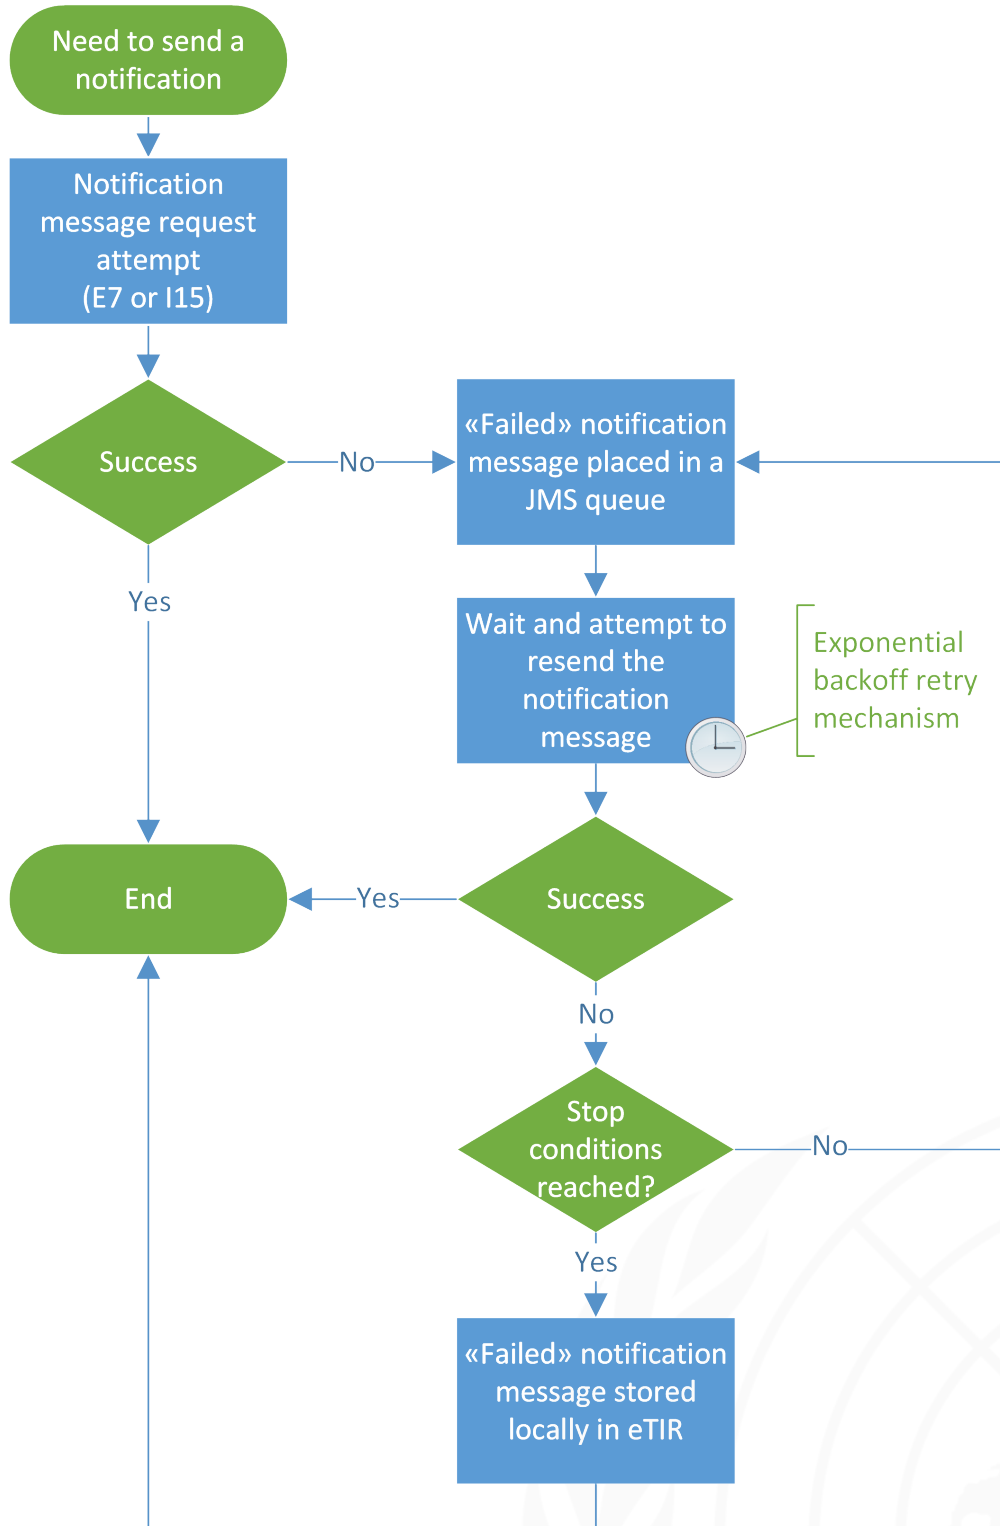 Need to send a
notification
Notification
message request
attempt
(E7 or I15)
Success
No
«Failed» notification
message placed in a
JMS queue
Yes
Wait and attempt to
resend the
notification
message
Exponential
backoff retry
mechanism
End
Yes
Success
No
Stop
conditions
reached?
No
Yes
«Failed» notification
message stored
locally in eTIR